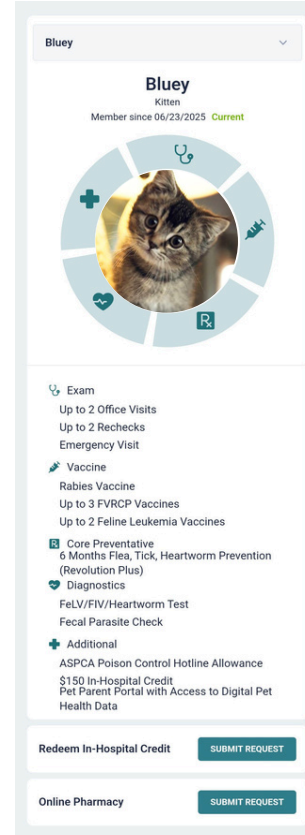 Bluey
Bluey
Kitten
Member since 06/23/2025 Current
Rx
Exam
Up to 2 Office Visits
Up to 2 Rechecks
Emergency Visit
Vaccine
Rabies Vaccine
Up to 3 FVRCP Vaccines
Up to 2 Feline Leukemia Vaccines
Rx Core Preventative
6 Months Flea, Tick, Heartworm Prevention
(Revolution Plus)
Diagnostics
FeLV/FIV/Heartworm Test
Fecal Parasite Check
Additional
ASPCA Poison Control Hotline Allowance
$150 In-Hospital Credit
Pet Parent Portal with Access to Digital Pet
Health Data
Redeem In-Hospital Credit SUBMIT REQUEST
Online Pharmacy SUBMIT REQUEST